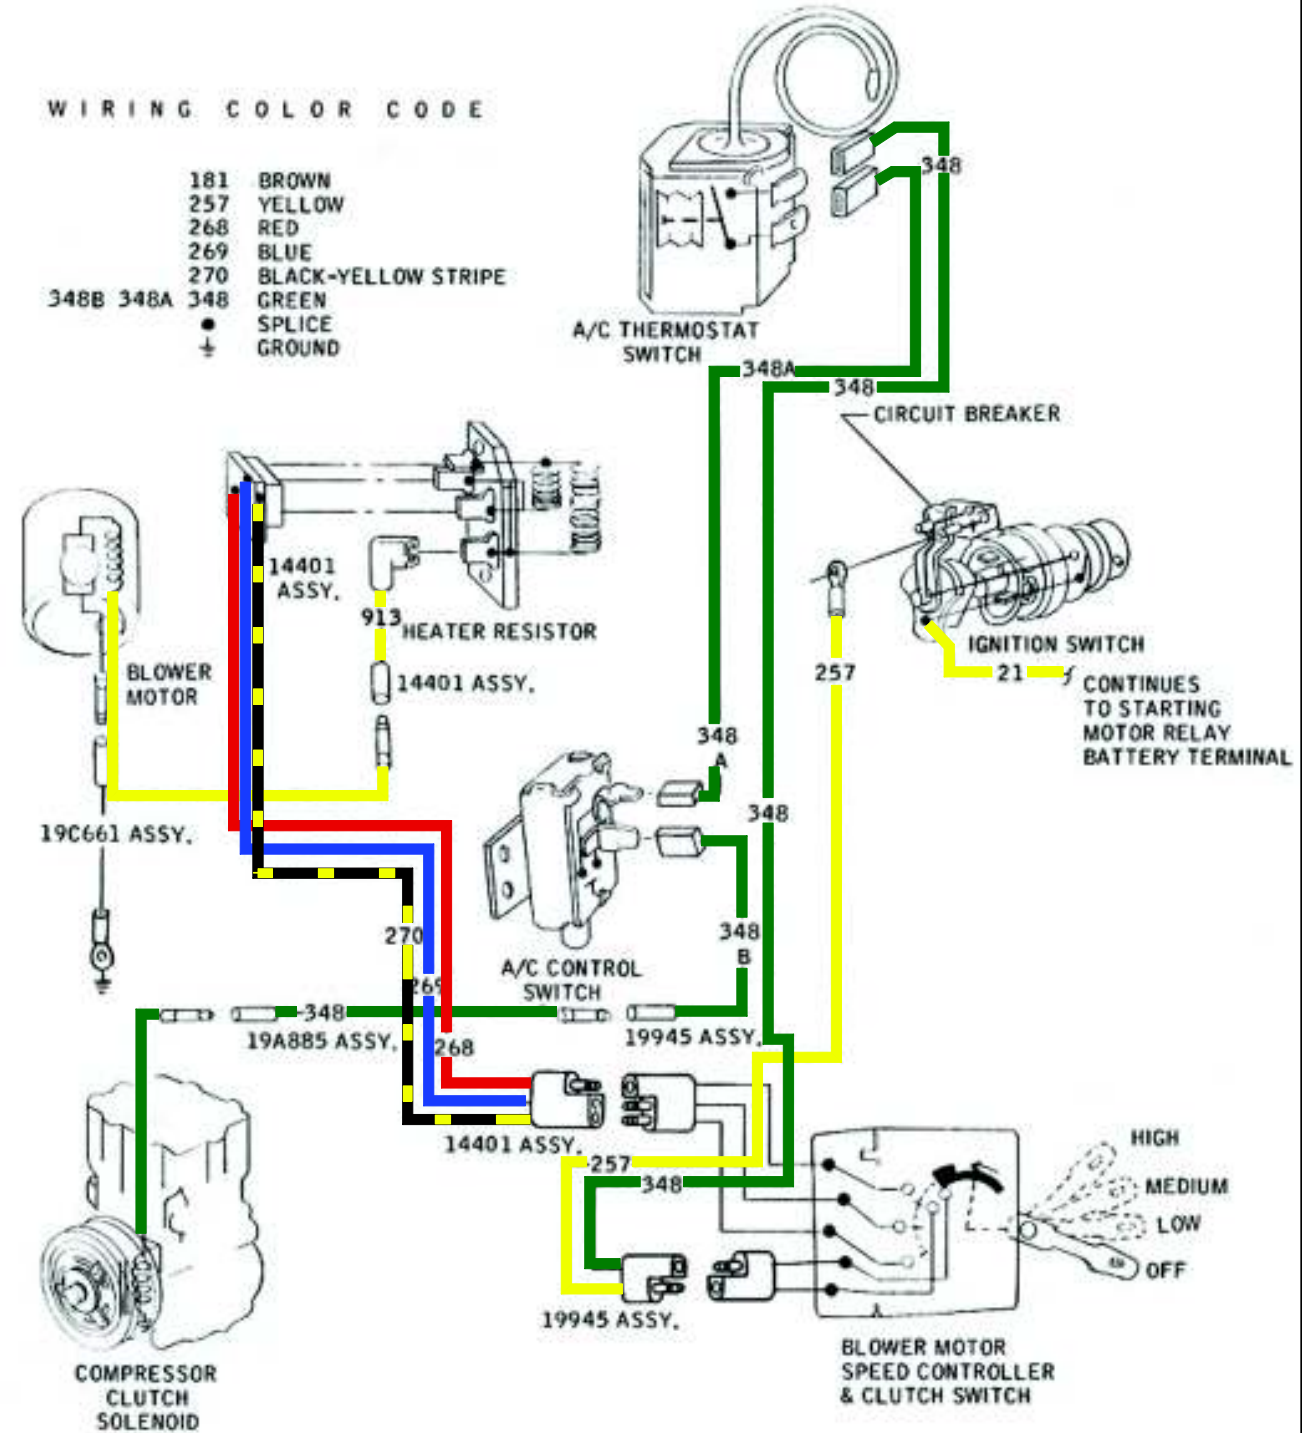 WIRING COLOR CODE
181 BROWN
257 YELLOW
268 RED
269 BLUE
270 BLACK-YELLOW STRIPE
348B 348A 348 GREEN
SPLICE
GROUND
348
A/C THERMOSTAT
SWITCH
348A
348
CIRCUIT BREAKER
14401
ASSY.
913
HEATER RESISTOR
14401 ASSY.
BLOWER
MOTOR
257
IGNITION SWITCH
21
CONTINUES
TO STARTING
MOTOR RELAY
BATTERY TERMINAL
348
A
348
19C661 ASSY.
270
348
B
A/C CONTROL
SWITCH
269
348
19A885 ASSY.
19945 ASSY.
268
14401 ASSY.
257
348
HIGH
MEDIUM
LOW
OFF
19945 ASSY.
BLOWER MOTOR
SPEED CONTROLLER
& CLUTCH SWITCH
COMPRESSOR
CLUTCH
SOLENOID